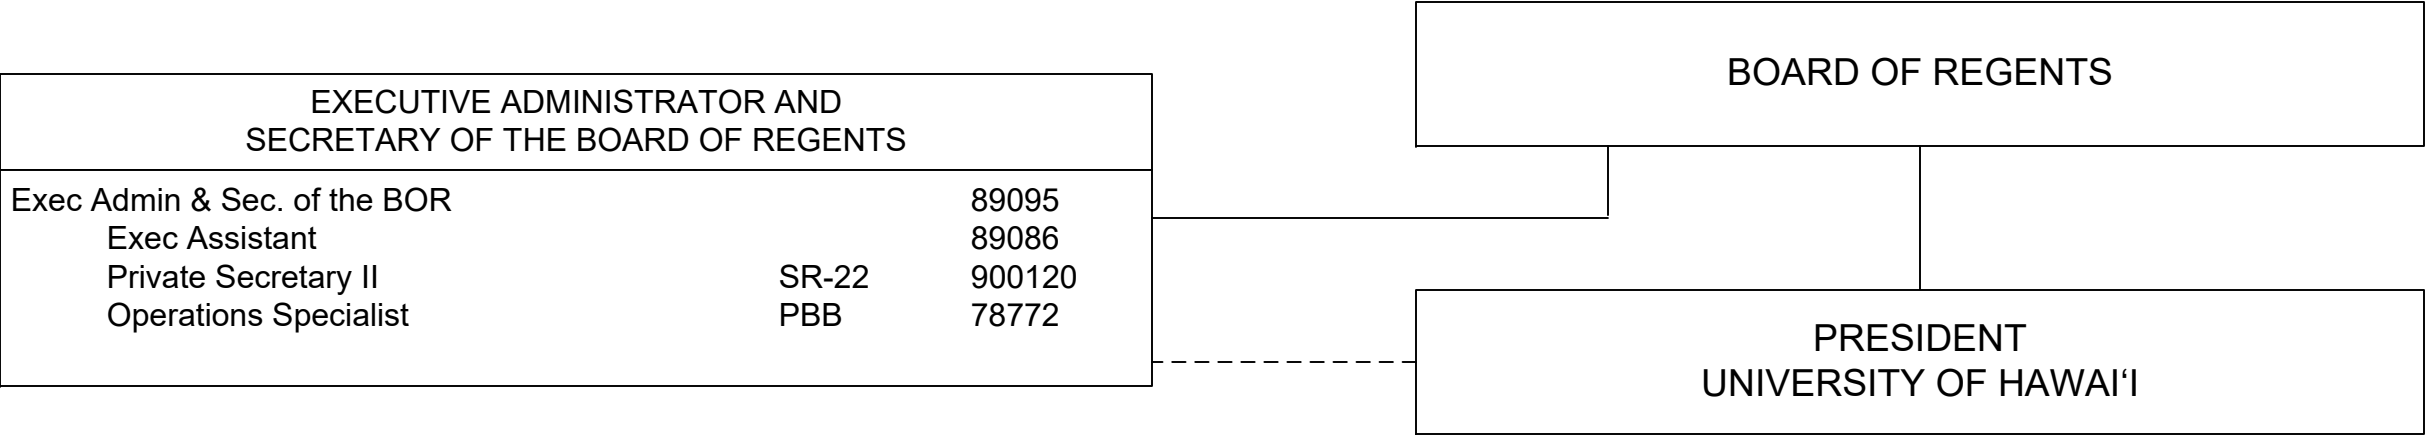 BOARD OF REGENTS
EXECUTIVE ADMINISTRATOR AND
SECRETARY OF THE BOARD OF REGENTS
Exec Admin & Sec. of the BOR 89095
Exec Assistant 89086
Private Secretary II SR-22 900120
Operations Specialist PBB 78772
PRESIDENT
UNIVERSITY OF HAWAI‘I